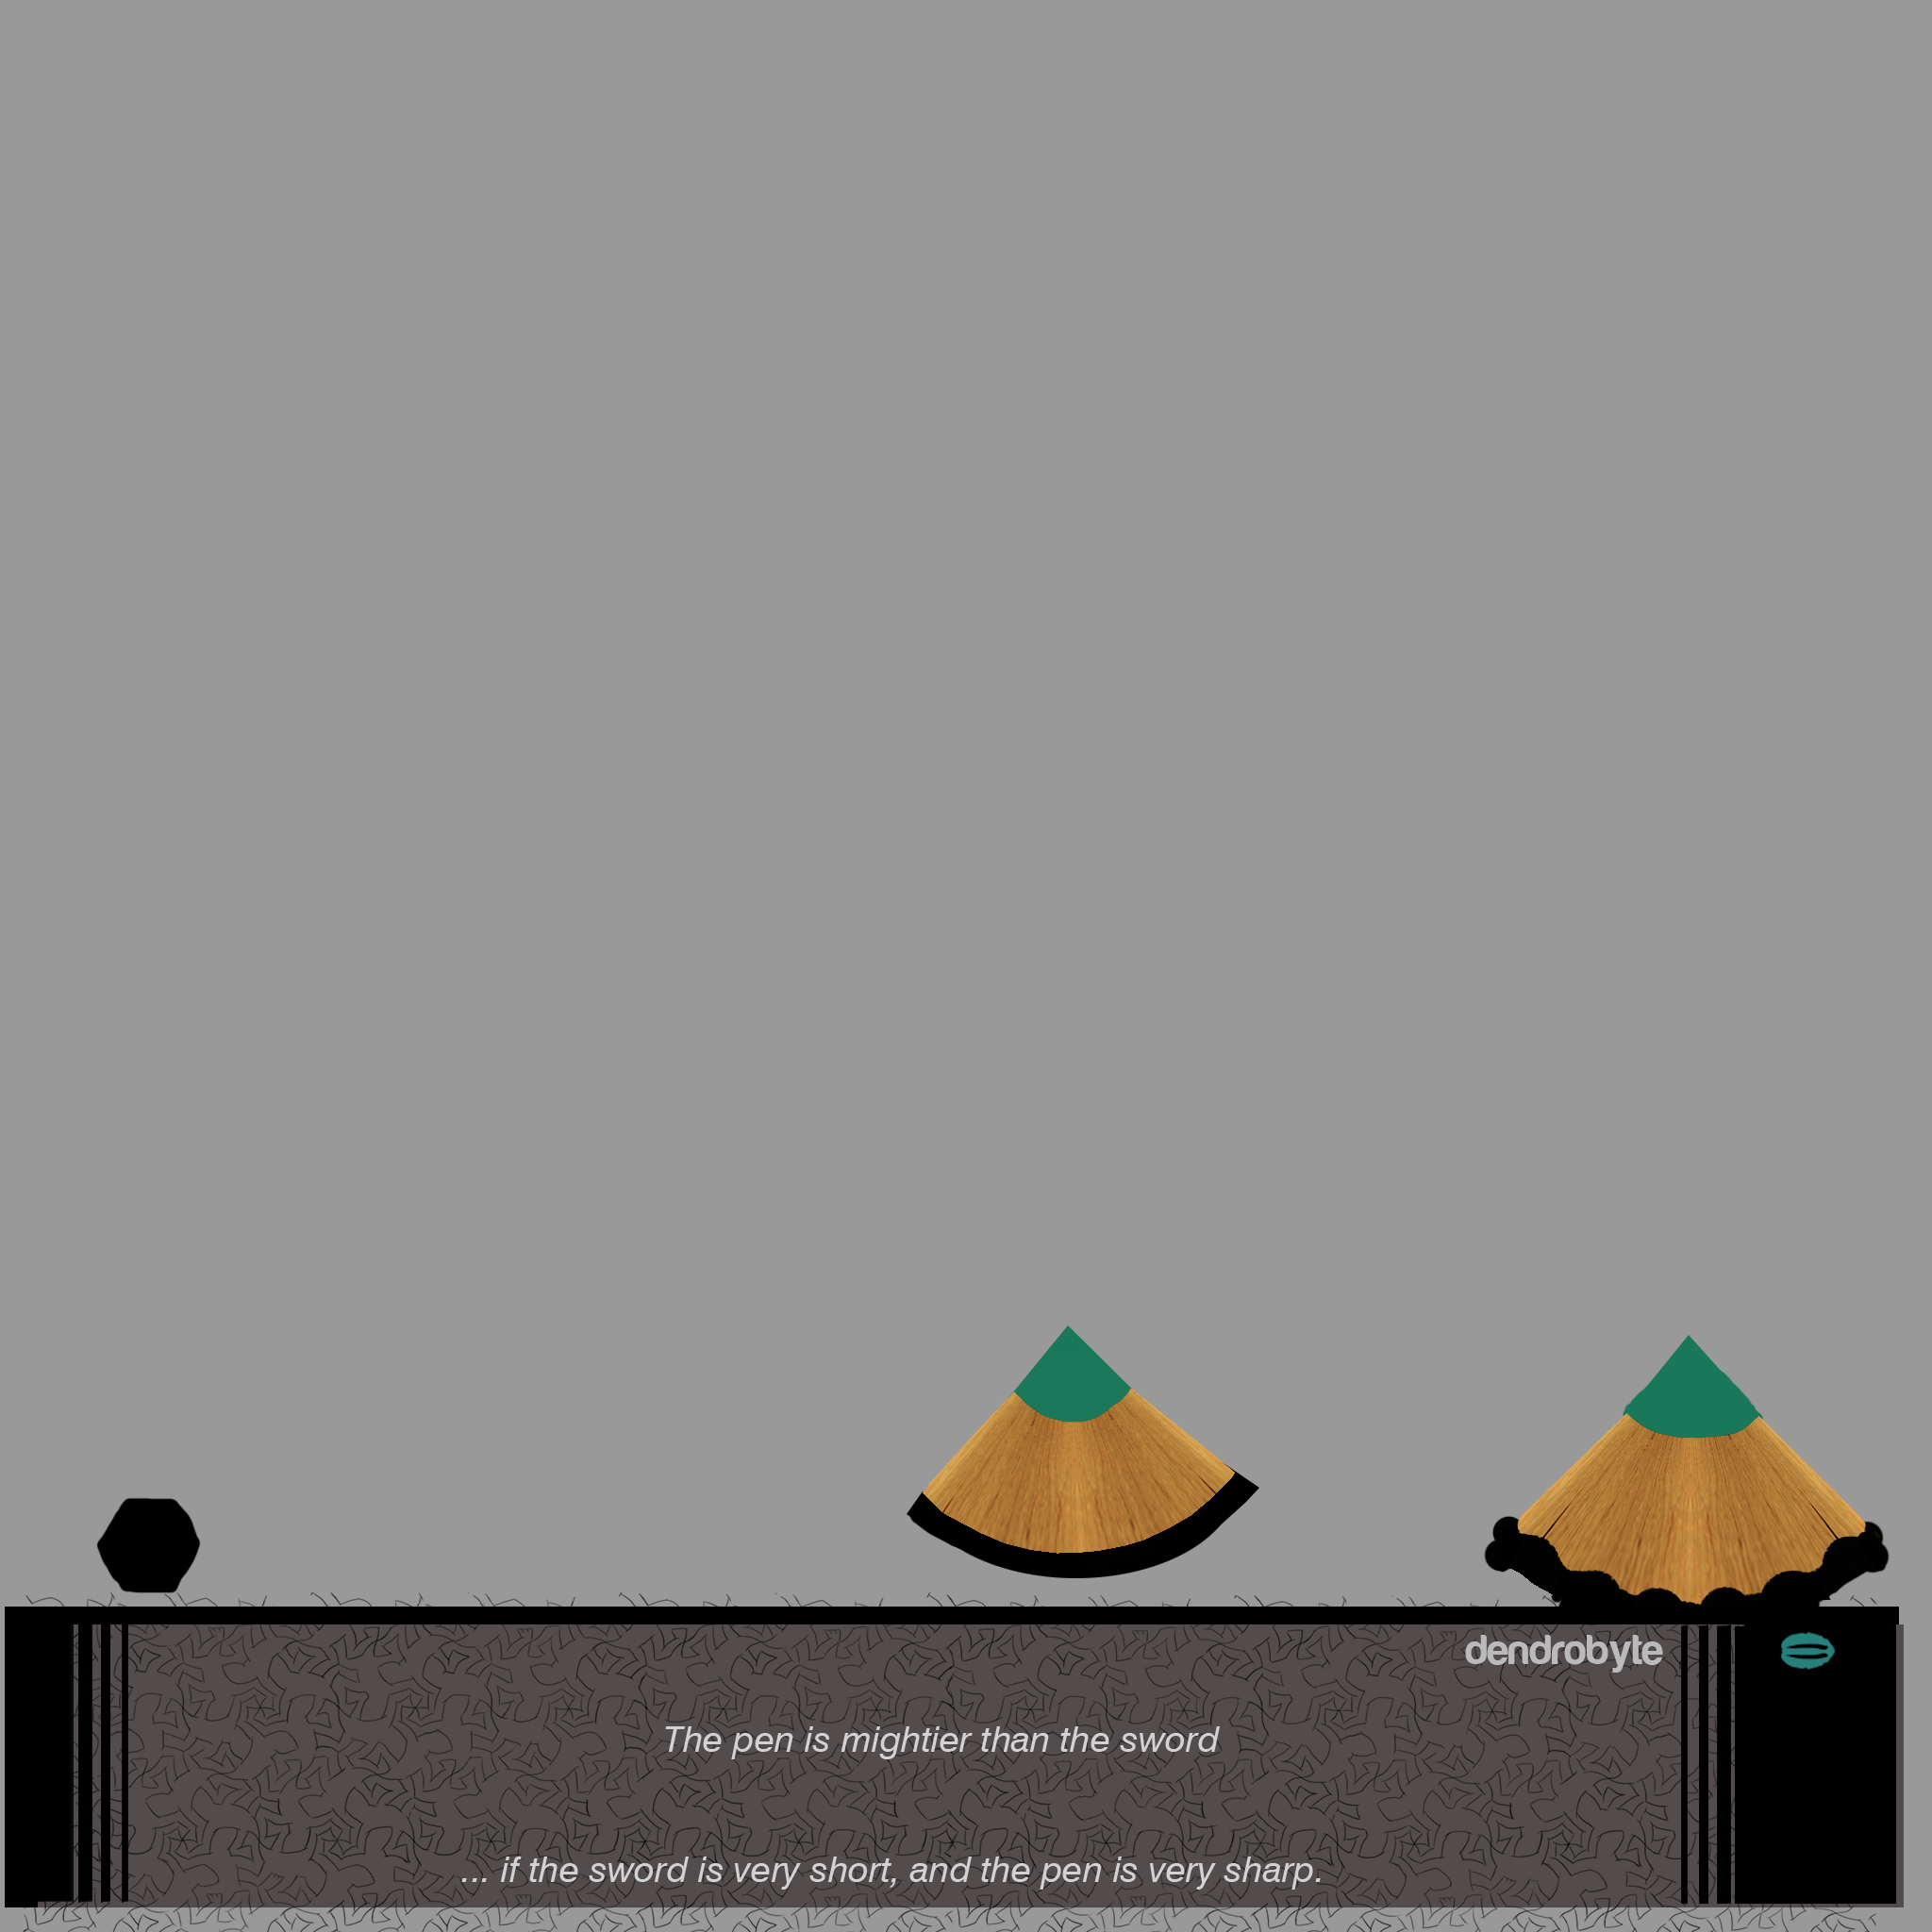 dendrobyte
The pen is mightier than the sword
... if the sword is very short, and the pen is very sharp.